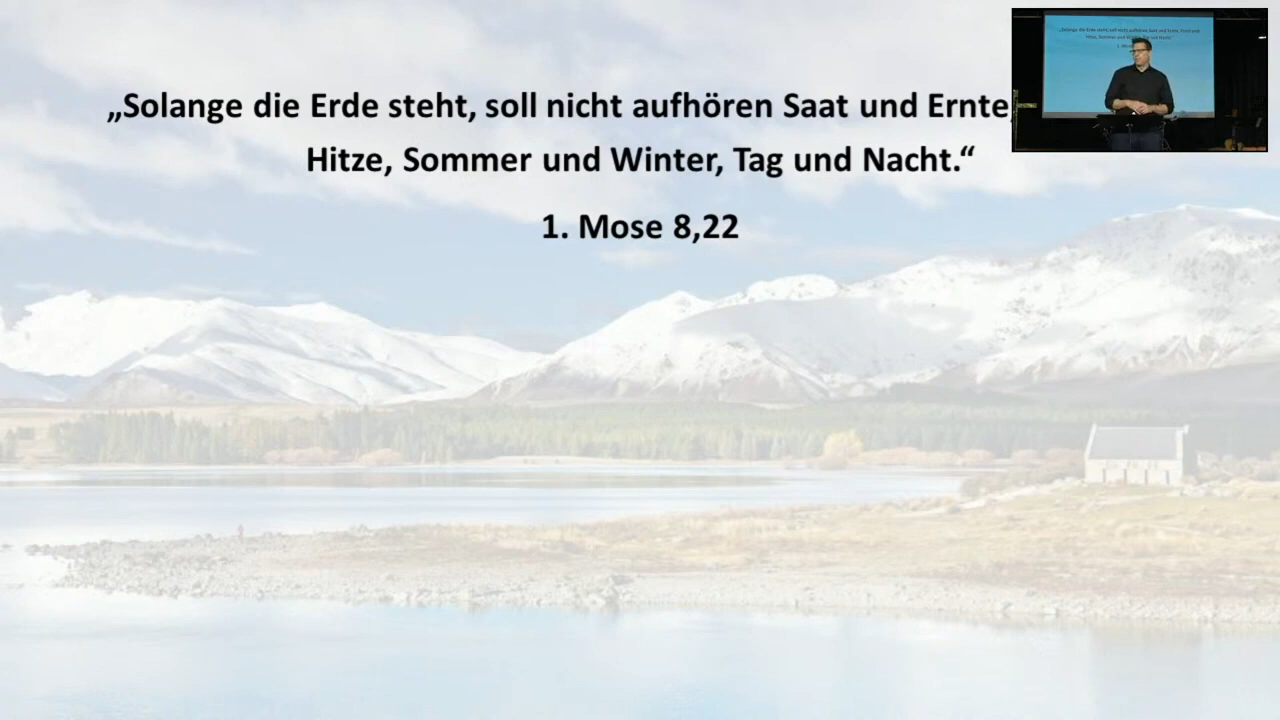 „Solange die Erde steht, soll nicht aufhören Saat und Ernte,
Hitze, Sommer und Winter, Tag und Nacht.“
1. Mose 8,22